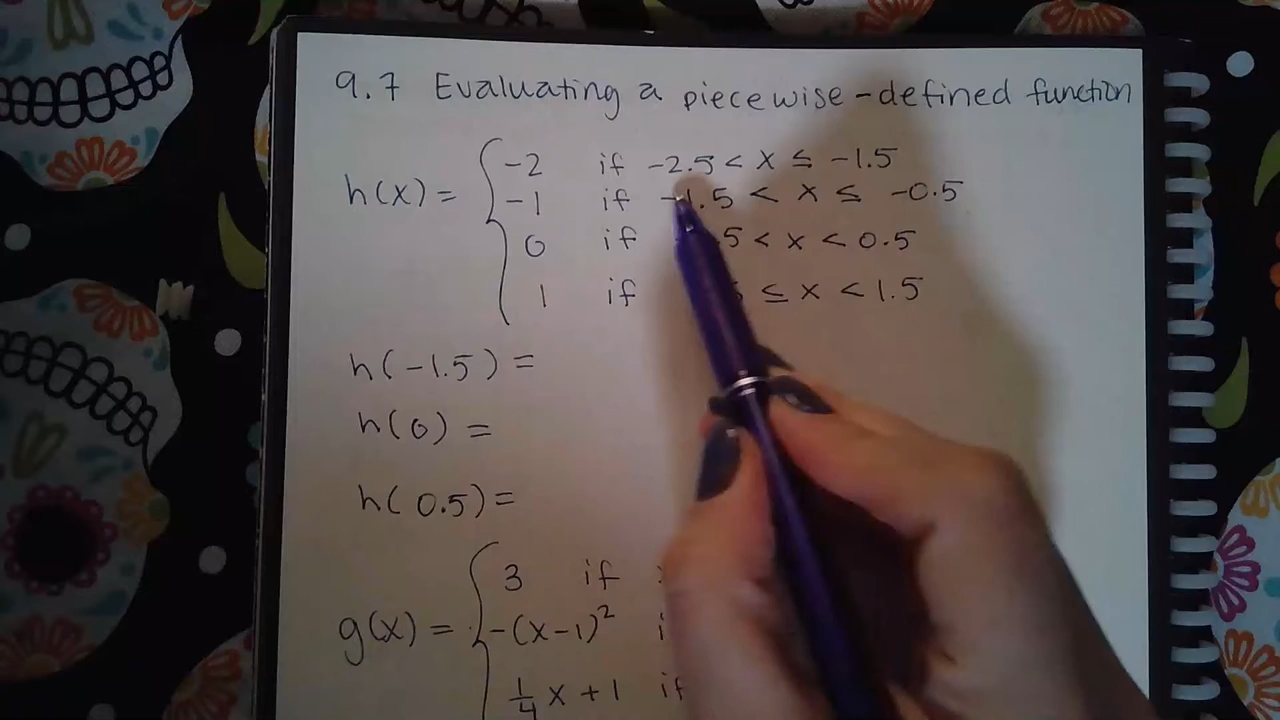 9.7 Evaluating a piecewise-defined function
h(x) = { -2 if -2.5 < x ≤ -1.5
-1 if -1.5 < x ≤ -0.5
0 if 5 < x < 0.5
1 if ≤ x < 1.5
h(-1.5) =
h(0) =
h(0.5) =
g(x) = { 3 if
-(x-1)²
1/4 x + 1 if